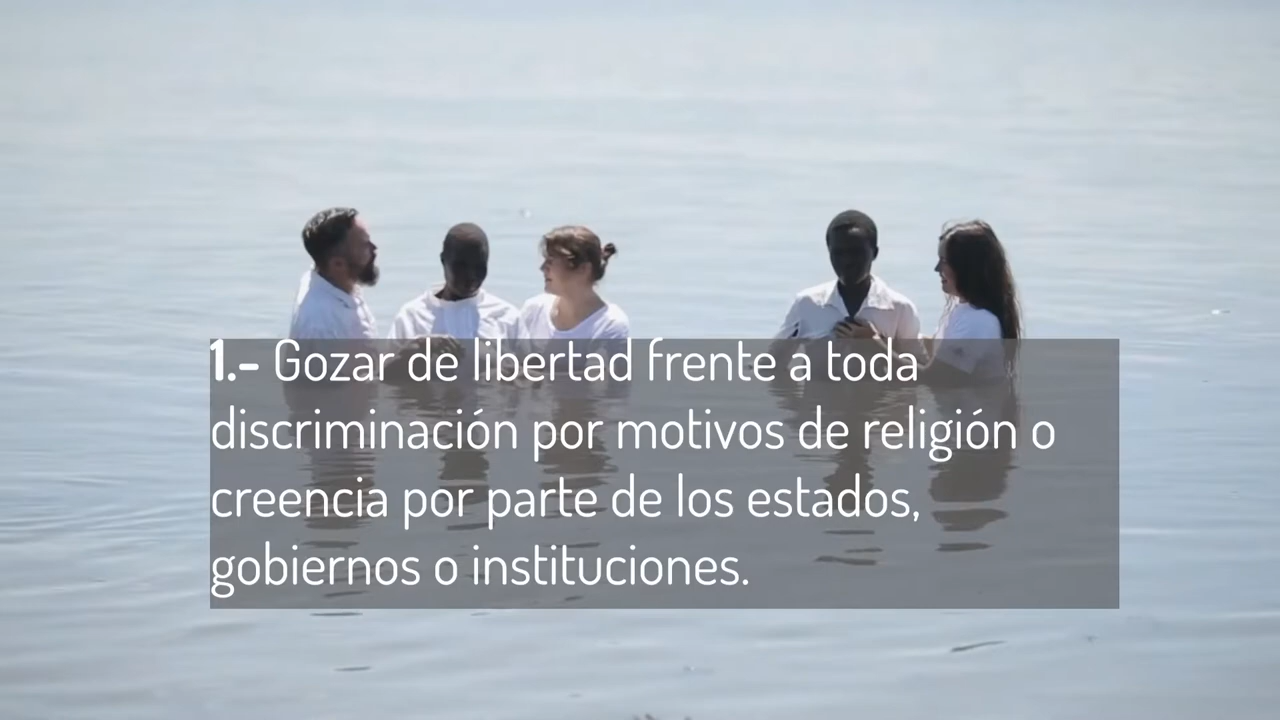 1.- Gozar de libertad frente a toda
discriminación por motivos de religión o
creencia por parte de los estados,
gobiernos o instituciones.